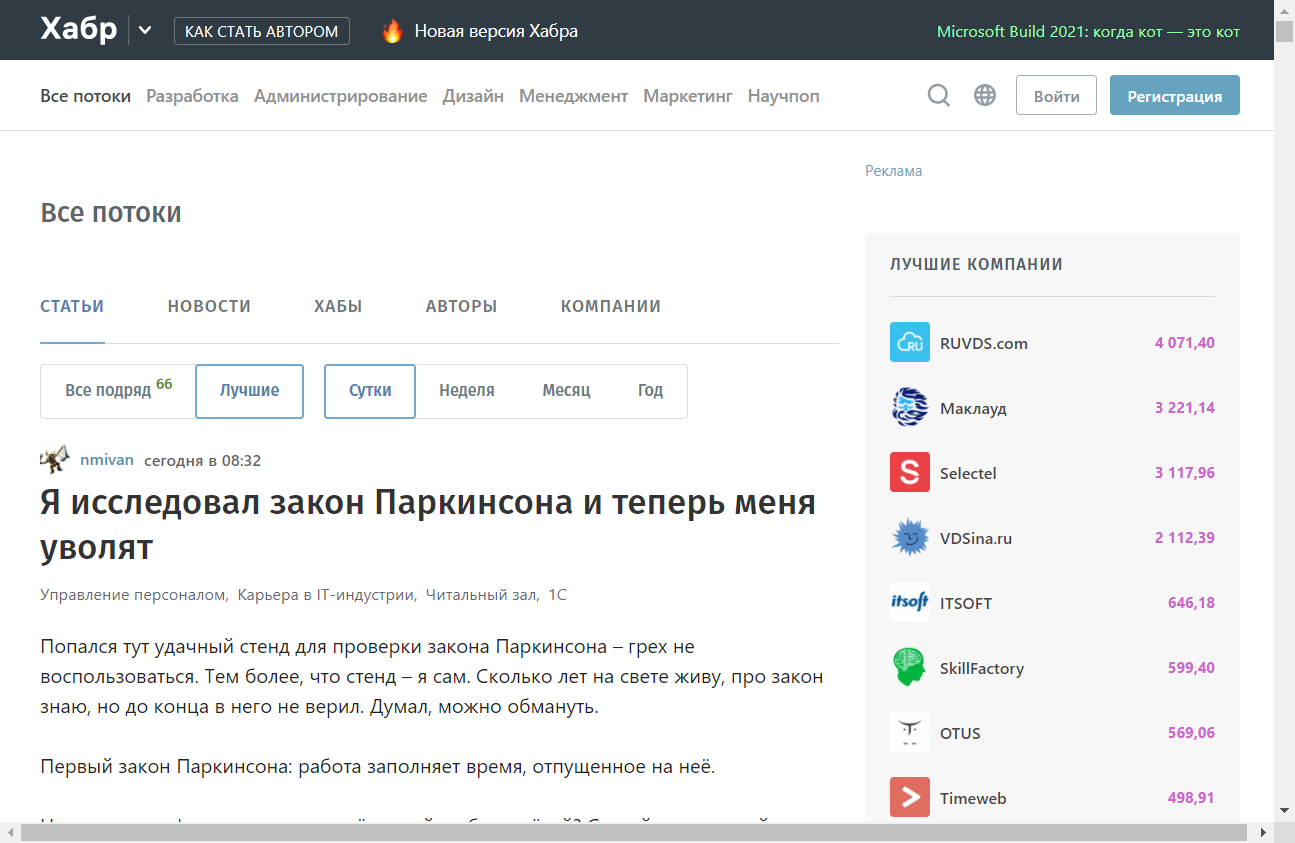 Хабр
КАК СТАТЬ АВТОРОМ
Новая версия Хабра
Microsoft Build 2021: когда кот — это кот
Все потоки Разработка Администрирование Дизайн Менеджмент Маркетинг Научпоп
Войти
Регистрация
Реклама
Все потоки
СТАТЬИ НОВОСТИ ХАБЫ АВТОРЫ КОМПАНИИ
Все подряд 66 Лучшие Сутки Неделя Месяц Год
nmivan сегодня в 08:32
Я исследовал закон Паркинсона и теперь меня
уволят
Управление персоналом, Карьера в IT-индустрии, Читальный зал, 1С
Попался тут удачный стенд для проверки закона Паркинсона – грех не
воспользоваться. Тем более, что стенд – я сам. Сколько лет на свете живу, про закон
знаю, но до конца в него не верил. Думал, можно обмануть.
Первый закон Паркинсона: работа заполняет время, отпущенное на неё.
ЛУЧШИЕ КОМПАНИИ
RU
RUVDS.com 4 071,40
Маклауд 3 221,14
S
Selectel 3 117,96
VDSina.ru 2 112,39
itsoft
ITSOFT 646,18
SkillFactory 599,40
OTUS 569,06
Timeweb 498,91